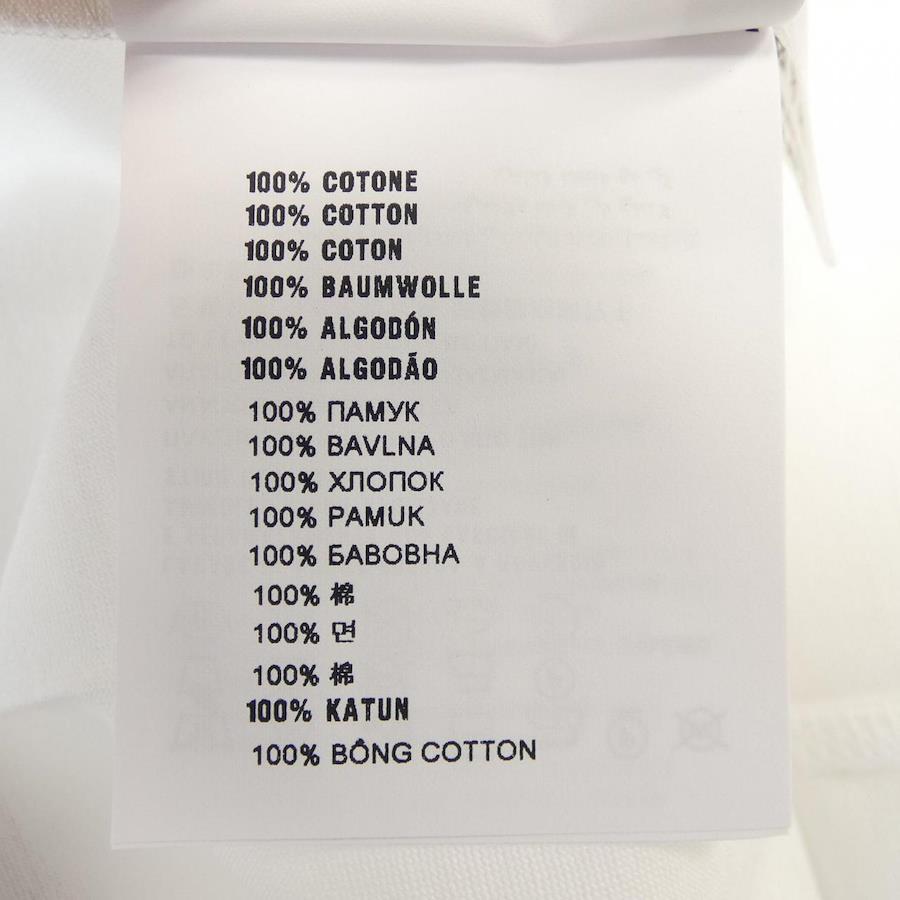 100% COTONE
100% COTTON
100% COTON
100% BAUMWOLLE
100% ALGODÓN
100% ALGODÃO
100% ПАМУК
100% BAVLNA
100% ХЛОПОК
100% PAMUK
100% БАВОВНА
100% 棉
100% 면
100% 棉
100% KATUN
100% BÔNG COTTON